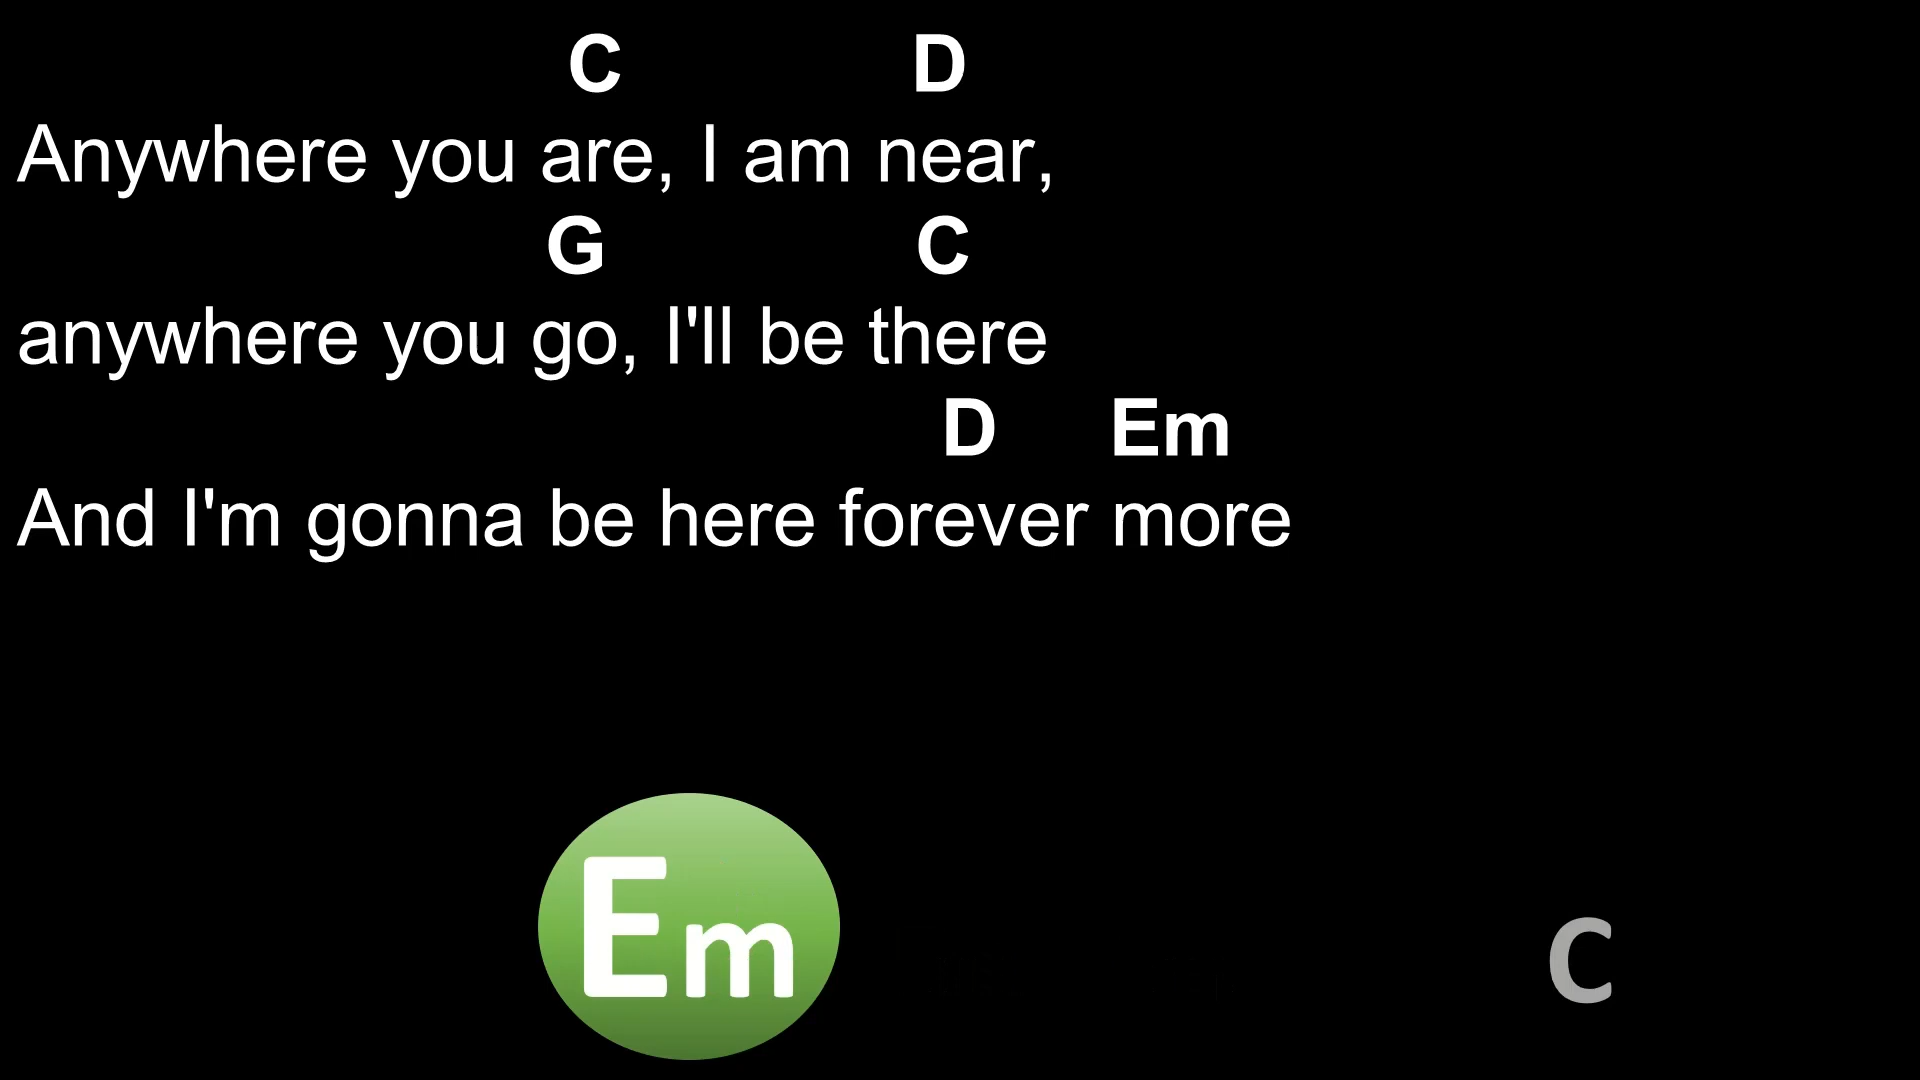 C D
Anywhere you are, I am near,
G C
anywhere you go, I'll be there
D Em
And I'm gonna be here forever more
Em C